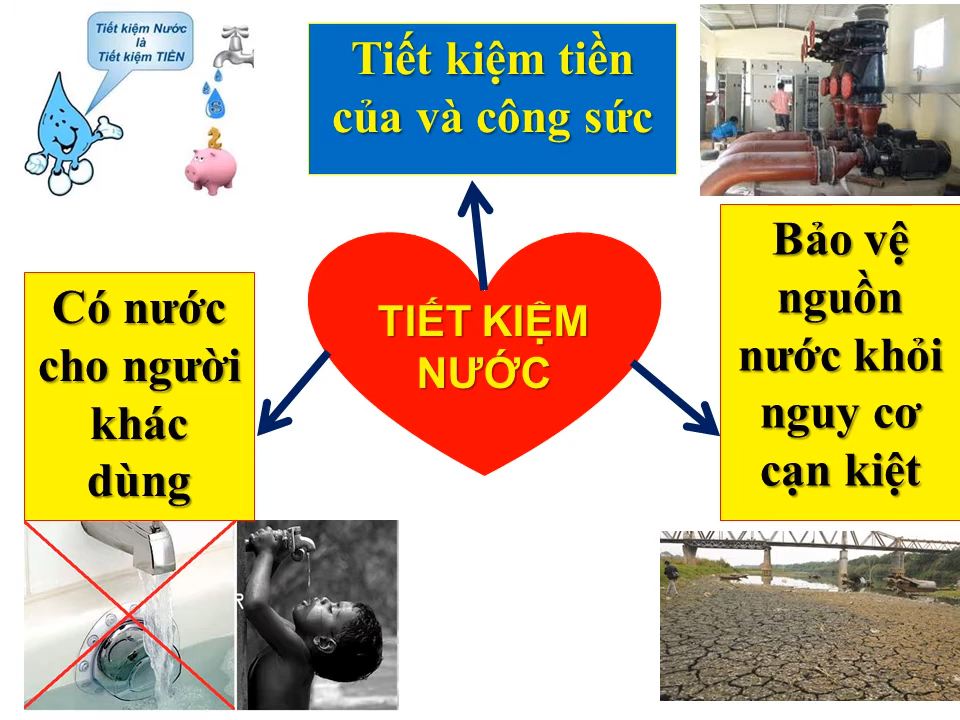 Tiết kiệm Nước
là
Tiết kiệm TIỀN
Tiết kiệm tiền
của và công sức
TIẾT KIỆM
NƯỚC
Có nước
cho người
khác
dùng
Bảo vệ
nguồn
nước khỏi
nguy cơ
cạn kiệt
2
$
R